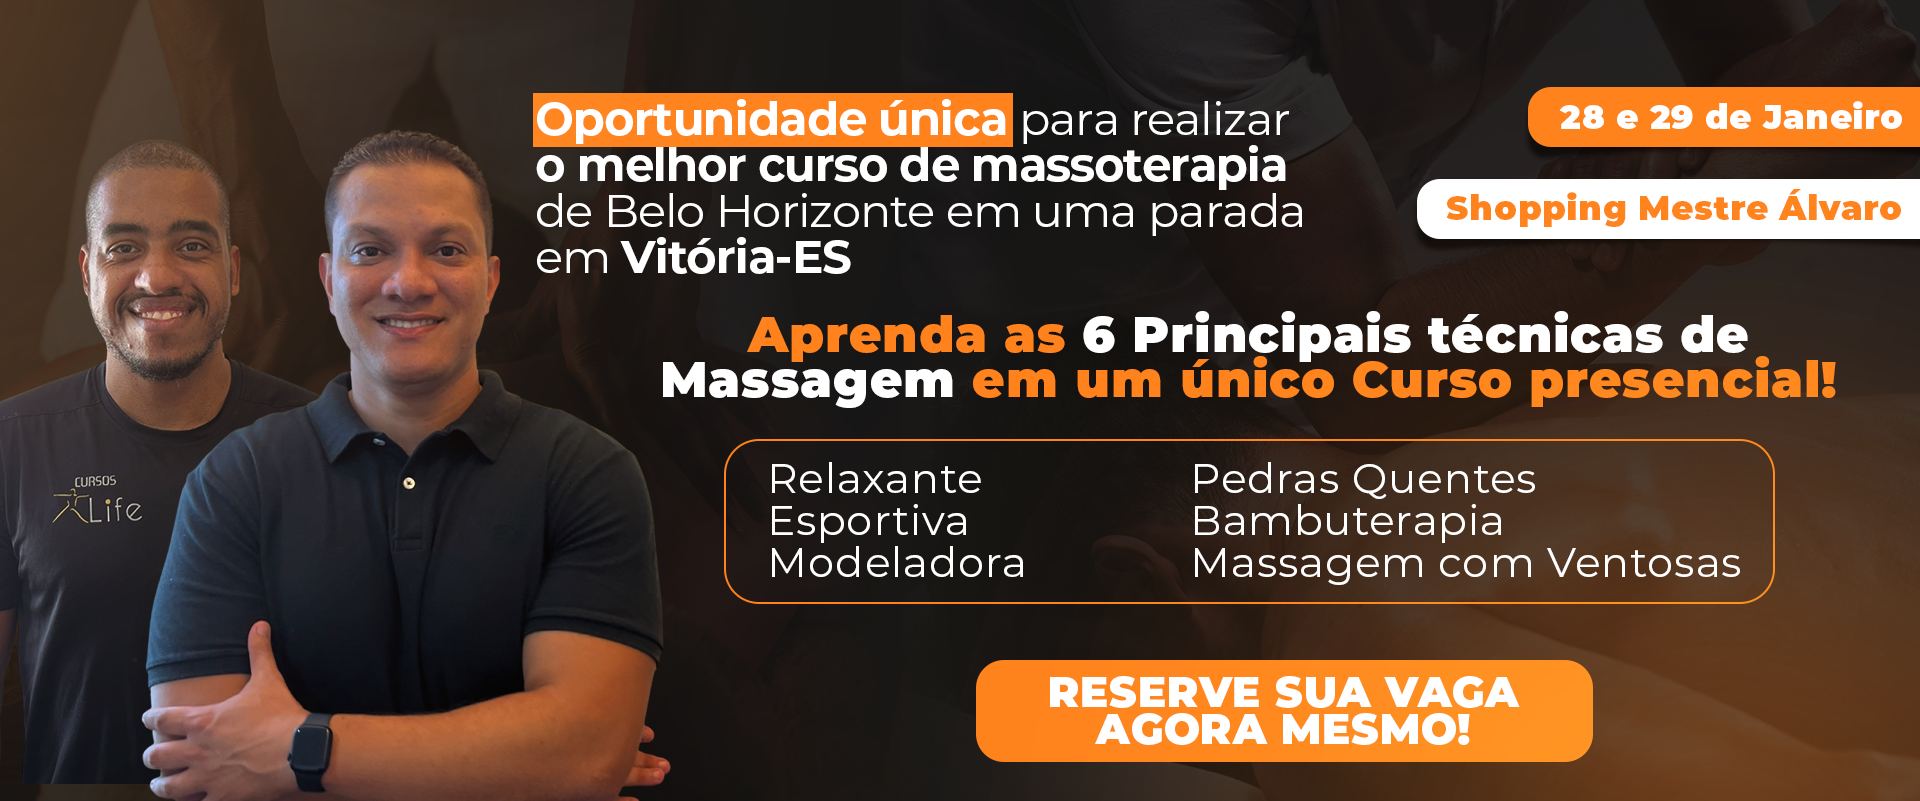 Oportunidade única para realizar
o melhor curso de massoterapia
de Belo Horizonte em uma parada
em Vitória-ES
28 e 29 de Janeiro
Shopping Mestre Álvaro
Aprenda as 6 Principais técnicas de
Massagem em um único Curso presencial!
Relaxante
Esportiva
Modeladora
Pedras Quentes
Bambuterapia
Massagem com Ventosas
CURSOS
Life
RESERVE SUA VAGA
AGORA MESMO!